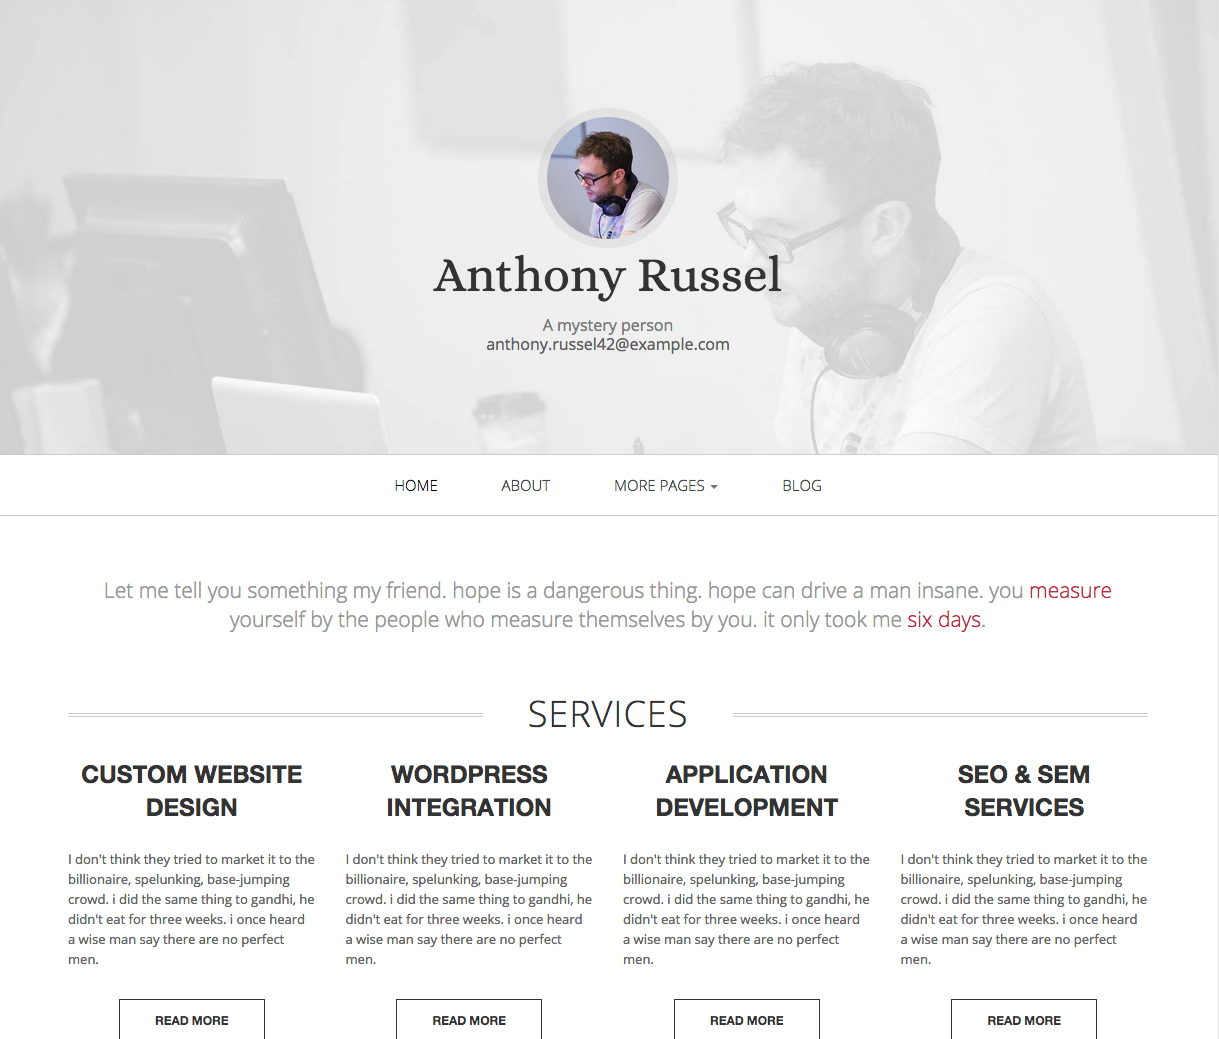 Anthony Russel
A mystery person
anthony.russel42@example.com
HOME ABOUT MORE PAGES BLOG
Let me tell you something my friend. hope is a dangerous thing. hope can drive a man insane. you measure
yourself by the people who measure themselves by you. it only took me six days.
SERVICES
CUSTOM WEBSITE
DESIGN
I don't think they tried to market it to the
billionaire, spelunking, base-jumping
crowd. i did the same thing to gandhi, he
didn't eat for three weeks. i once heard
a wise man say there are no perfect
men.
READ MORE
WORDPRESS
INTEGRATION
I don't think they tried to market it to the
billionaire, spelunking, base-jumping
crowd. i did the same thing to gandhi, he
didn't eat for three weeks. i once heard
a wise man say there are no perfect
men.
READ MORE
APPLICATION
DEVELOPMENT
I don't think they tried to market it to the
billionaire, spelunking, base-jumping
crowd. i did the same thing to gandhi, he
didn't eat for three weeks. i once heard
a wise man say there are no perfect
men.
READ MORE
SEO & SEM
SERVICES
I don't think they tried to market it to the
billionaire, spelunking, base-jumping
crowd. i did the same thing to gandhi, he
didn't eat for three weeks. i once heard
a wise man say there are no perfect
men.
READ MORE